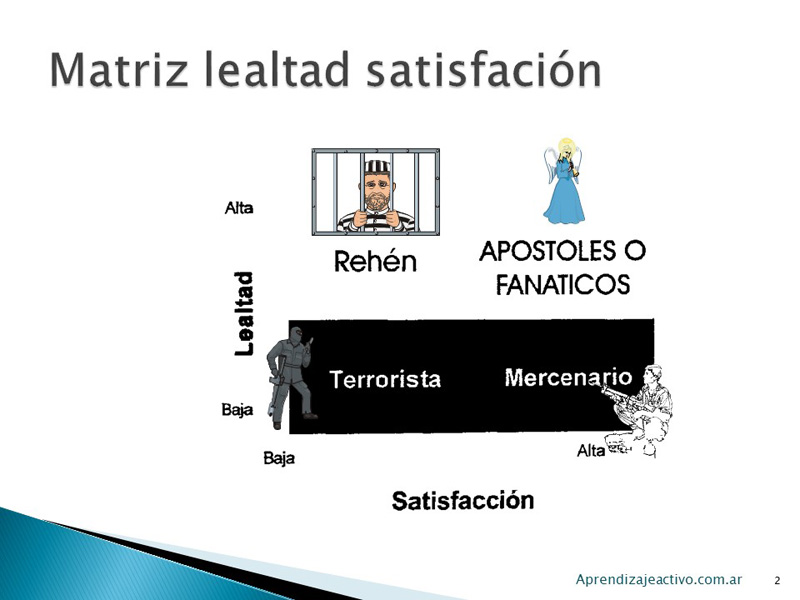 Matriz lealtad satisfación
Alta
Rehén
APOSTOLES O
FANATICOS
Lealtad
Terrorista
Mercenario
Baja
Baja
Alta
Satisfacción
Aprendizajeactivo.com.ar
2